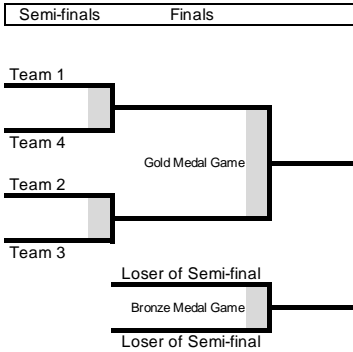 Semi-finals Finals
Team 1
Team 4
Gold Medal Game
Team 2
Team 3
Loser of Semi-final
Bronze Medal Game
Loser of Semi-final